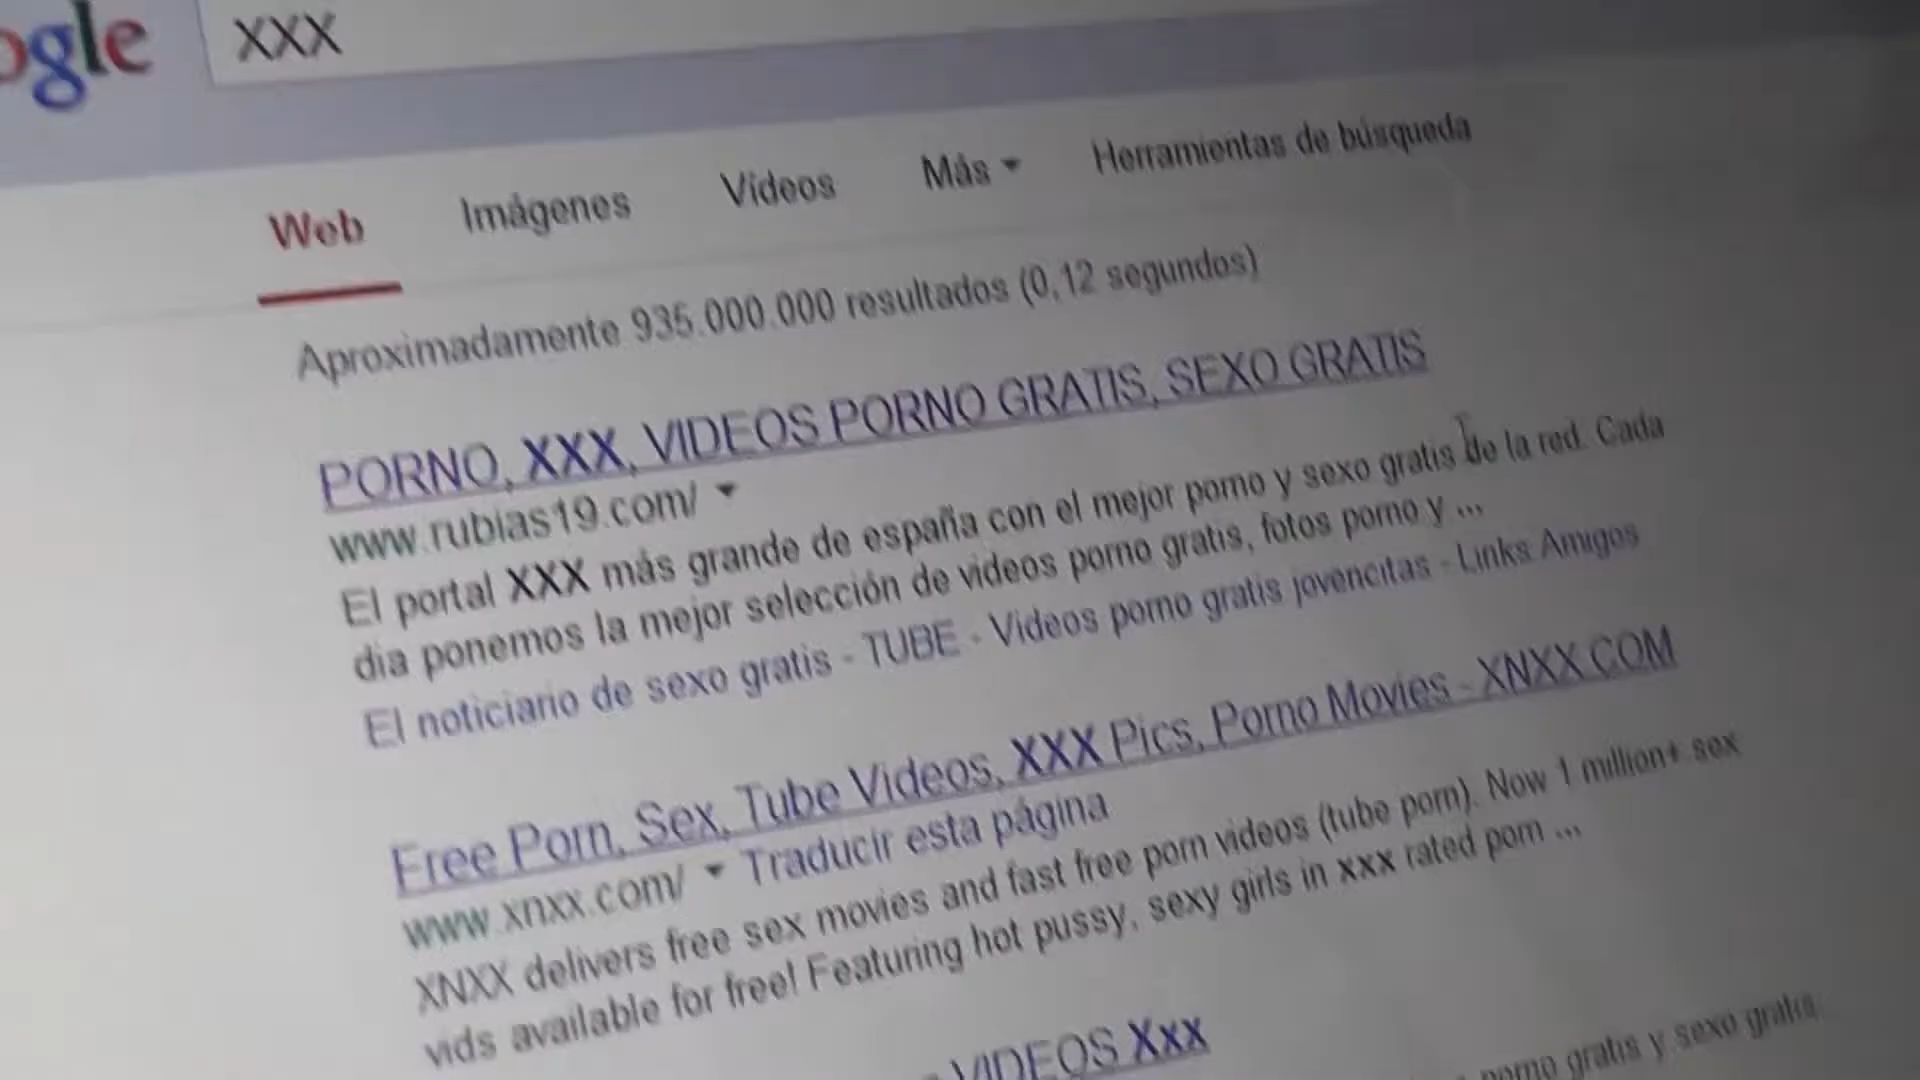 ogle XXX
Web Imágenes Vídeos Más Herramientas de búsqueda
Aproximadamente 935.000.000 resultados (0,12 segundos)
PORNO, XXX, VIDEOS PORNO GRATIS, SEXO GRATIS
www.rubias19.com/
El portal XXX más grande de españa con el mejor porno y sexo gratis de la red. Cada
dia ponemos la mejor selección de videos porno gratis, fotos porno y ...
El noticiario de sexo gratis - TUBE - Videos porno gratis jovencitas - Links Amigos
Free Porn, Sex, Tube Videos, XXX Pics, Porno Movies - XNXX.COM
www.xnxx.com/ Traducir esta página
XNXX delivers free sex movies and fast free porn videos (tube porn). Now 1 million+ sex
vids available for free! Featuring hot pussy, sexy girls in xxx rated porn ...
VIDEOS Xxx
porno gratis y sexo gratis